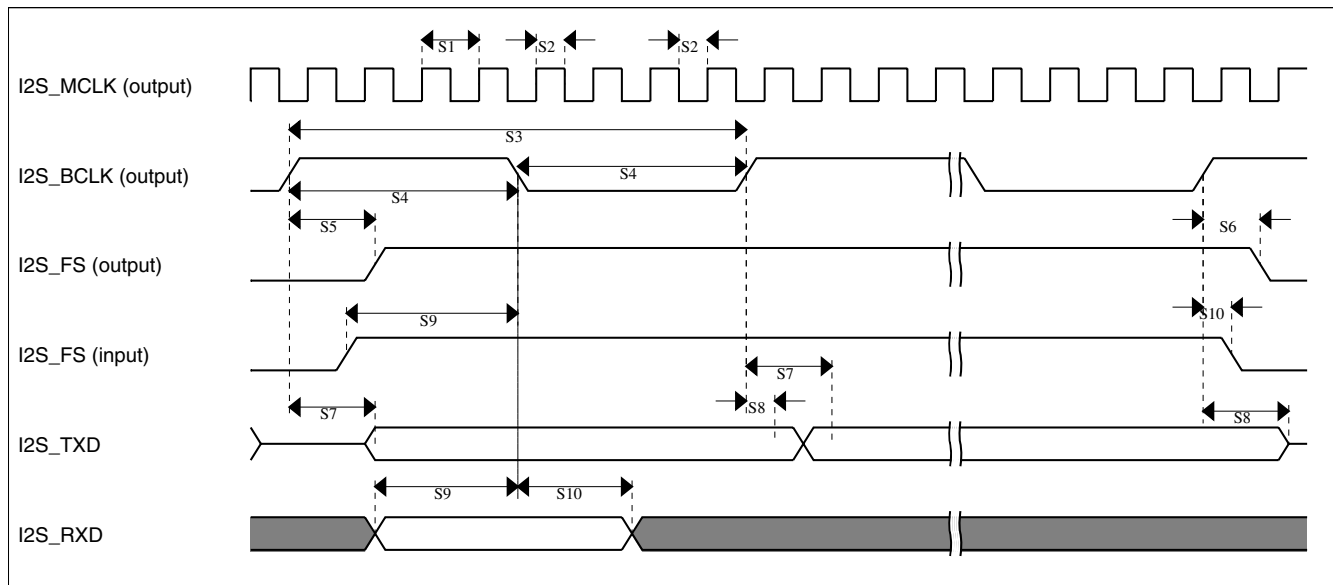 S1 S2 S2
I2S_MCLK (output)
S3
I2S_BCLK (output)
S4
S4
S5 S6
I2S_FS (output)
S9 S10
I2S_FS (input)
S7
S7 S8 S8
I2S_TXD
S9 S10
I2S_RXD